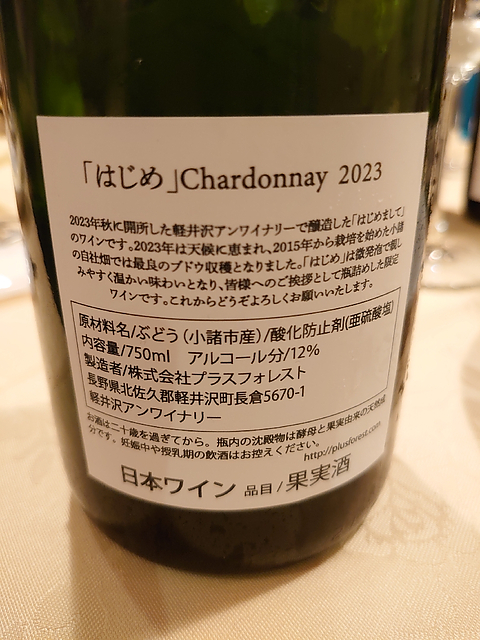 「はじめ」Chardonnay 2023
2023年秋に開所した軽井沢アンワイナリーで醸造した「はじめまして」
のワインです。2023年は天候に恵まれ、2015年から栽培を始めた小諸
の自社畑では最良のブドウ収穫となりました。「はじめ」は微発泡で親し
みやすく温かい味わいとなり、皆様へのご挨拶として瓶詰めした限定
ワインです。これからどうぞよろしくお願いいたします。
原材料名/ぶどう(小諸市産)/酸化防止剤(亜硫酸塩)
内容量/750ml アルコール分/12%
製造者/株式会社プラスフォレスト
長野県北佐久郡軽井沢町長倉5670-1
軽井沢アンワイナリー
お酒は二十歳を過ぎてから。瓶内の沈殿物は酵母と果実由来の天然成
分です。妊娠中や授乳期の飲酒はお控えください。
http://plusforest.com
日本ワイン 品目/果実酒